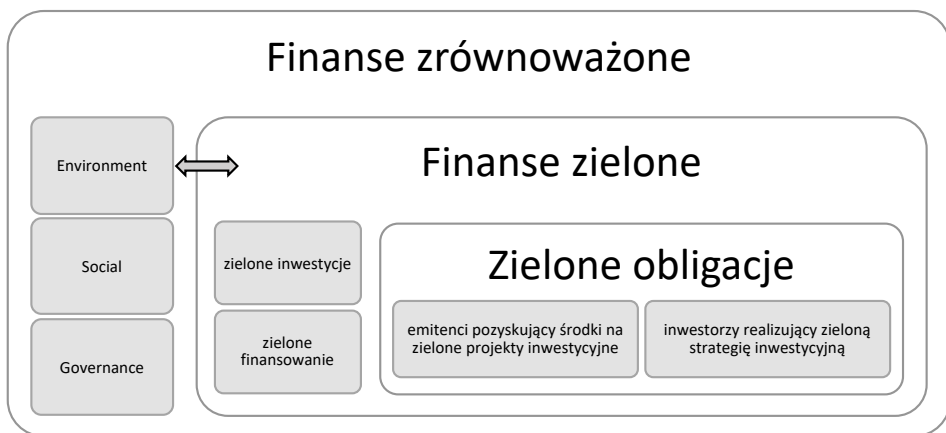 Finanse zrównoważone
Environment
Social
Governance
Finanse zielone
zielone inwestycje
zielone
finansowanie
Zielone obligacje
emitenci pozyskujący środki na
zielone projekty inwestycyjne
inwestorzy realizujący zieloną
strategię inwestycyjną